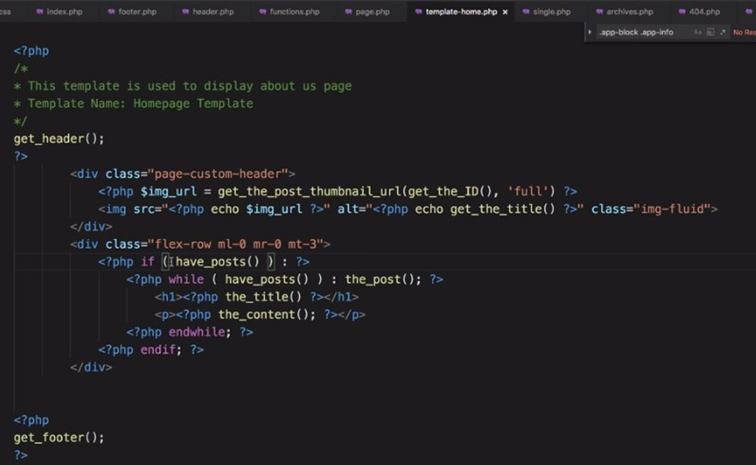 css index.php footer.php header.php functions.php page.php template-home.php × single.php archives.php 404.php
.app-block .app-info Aa No Res
<?php
/*
* This template is used to display about us page
* Template Name: Homepage Template
*/
get_header();
?>
<div class="page-custom-header">
<?php $img_url = get_the_post_thumbnail_url(get_the_ID(), 'full') ?>
<img src="<?php echo $img_url ?>" alt="<?php echo get_the_title() ?>" class="img-fluid">
</div>
<div class="flex-row ml-0 mr-0 mt-3">
<?php if ( have_posts() ) : ?>
<?php while ( have_posts() ) : the_post(); ?>
<h1><?php the_title() ?></h1>
<p><?php the_content(); ?></p>
<?php endwhile; ?>
<?php endif; ?>
</div>
<?php
get_footer();
?>